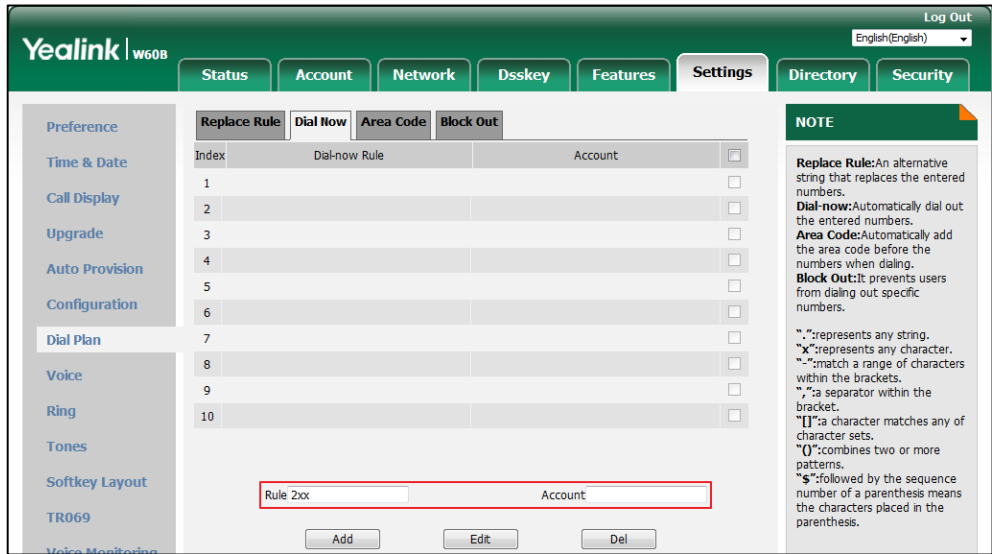 Log Out
Yealink W60B
English(English)
Status Account Network Dsskey Features Settings Directory Security
Preference
Time & Date
Call Display
Upgrade
Auto Provision
Configuration
Dial Plan
Voice
Ring
Tones
Softkey Layout
TR069
Voice Monitoring
Replace Rule Dial Now Area Code Block Out
Index Dial-now Rule Account
1
2
3
4
5
6
7
8
9
10
Rule 2xx Account
Add Edit Del
NOTE
Replace Rule:An alternative
string that replaces the entered
numbers.
Dial-now:Automatically dial out
the entered numbers.
Area Code:Automatically add
the area code before the
numbers when dialing.
Block Out:It prevents users
from dialing out specific
numbers.
".":represents any string.
"x":represents any character.
"-":match a range of characters
within the brackets.
",":a separator within the
bracket.
"[]":a character matches any of
character sets.
"()":combines two or more
patterns.
"$":followed by the sequence
number of a parenthesis means
the characters placed in the
parenthesis.